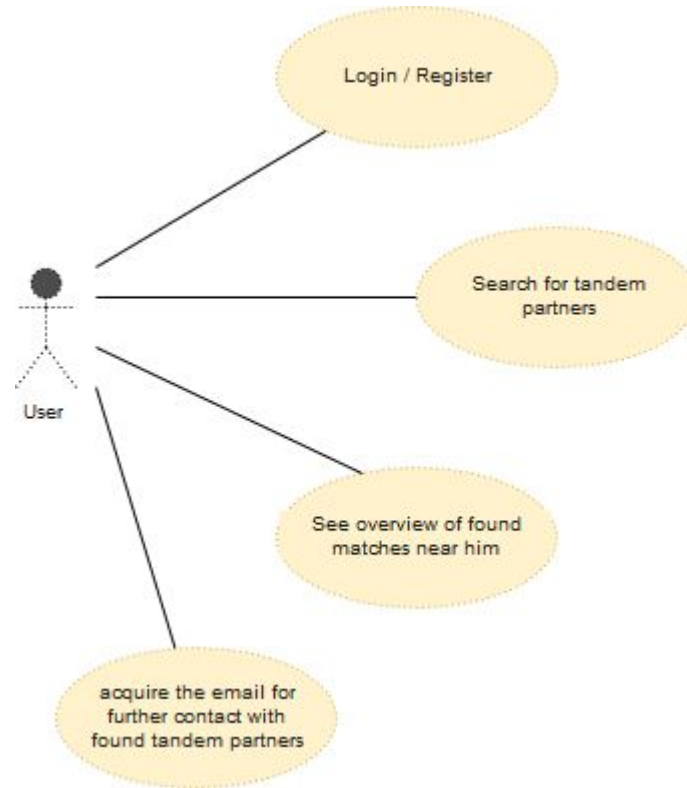 Login / Register
Search for tandem
partners
User
See overview of found
matches near him
acquire the email for
further contact with
found tandem partners